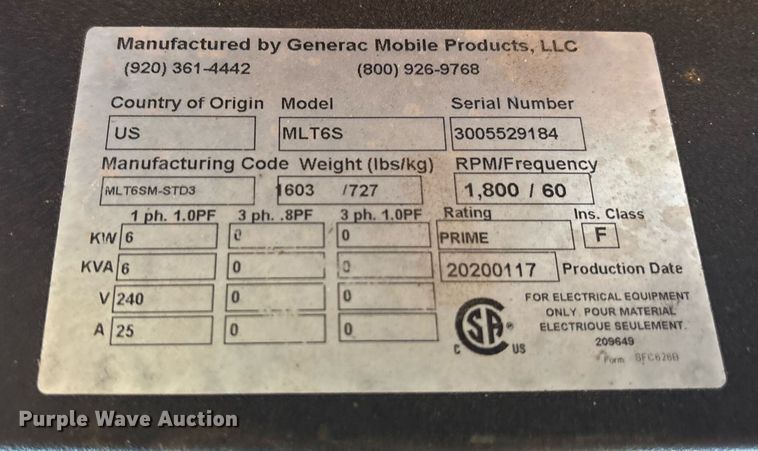 Manufactured by Generac Mobile Products, LLC
(920) 361-4442 (800) 926-9768
Country of Origin Model Serial Number
US MLT6S 3005529184
Manufacturing Code Weight (lbs/kg) RPM/Frequency
MLT6SM-STD3 1603 /727 1,800 / 60
1 ph. 1.0PF 3 ph. .8PF 3 ph. 1.0PF Rating Ins. Class
KW 6 0 0 PRIME F
KVA 6 0 0 20200117 Production Date
V 240 0 0 FOR ELECTRICAL EQUIPMENT
ONLY. POUR MATERIAL
A 25 0 0 ELECTRIQUE SEULEMENT.
C SA ® US 209649
Form SFC626B
Purple Wave Auction